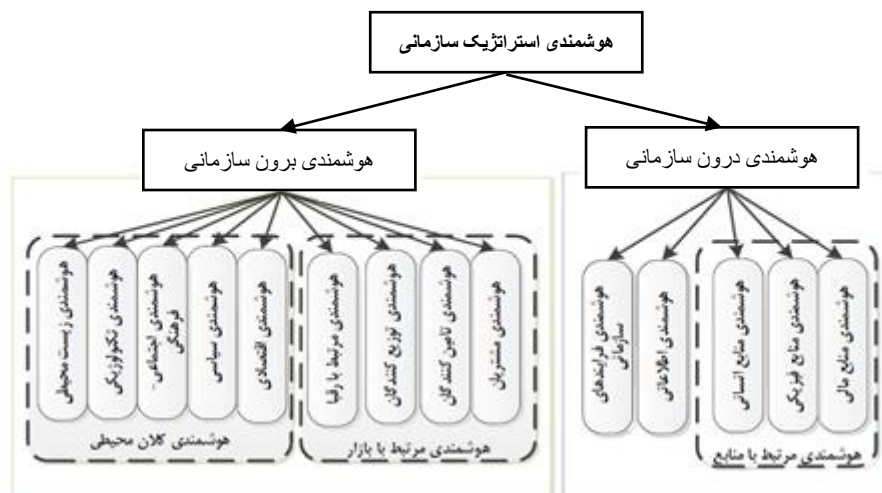 هوشمندی استراتژیک سازمانی
هوشمندی درون سازمانی
هوشمندی برون سازمانی
هوشمندی منابع مالی
هوشمندی منابع فیزیکی
هوشمندی منابع انسانی
هوشمندی اطلاعاتی
هوشمندی فرایندهای
سازمانی
هوشمندی مرتبط با منابع
هوشمندی مشتریان
هوشمندی تامین کنندگان
هوشمندی توزیع کنندگان
هوشمندی مرتبط با رقبا
هوشمندی مرتبط با بازار
هوشمندی اقتصادی
هوشمندی سیاسی
هوشمندی اجتماعی-
فرهنگی
هوشمندی تکنولوژیکی
هوشمندی زیست محیطی
هوشمندی کلان محیطی